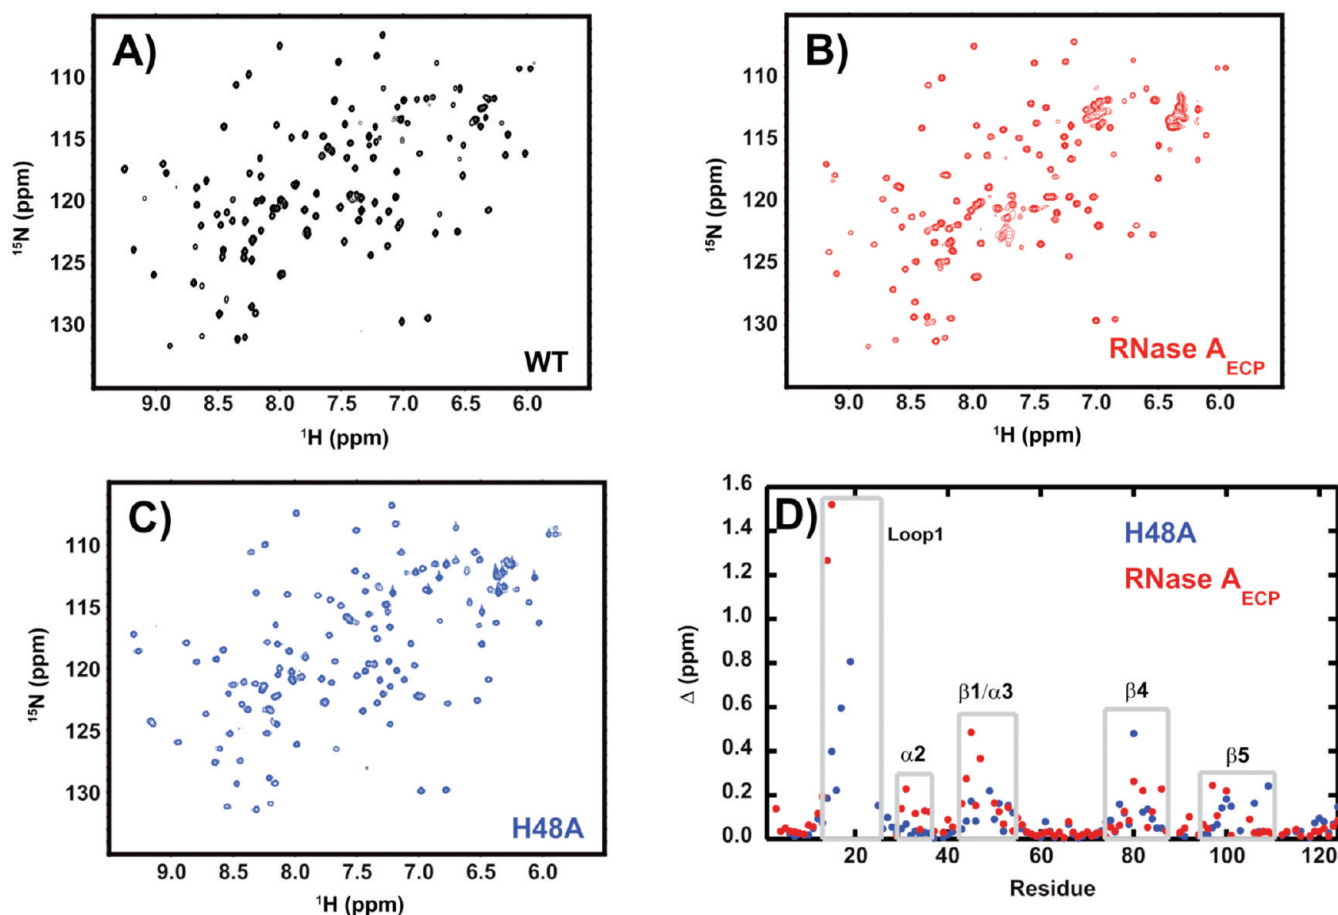 A)
110
115
120
125
130
15N (ppm)
WT
9.0 8.5 8.0 7.5 7.0 6.5 6.0
1H (ppm)
B)
110
115
120
125
130
15N (ppm)
RNase AECP
9.0 8.5 8.0 7.5 7.0 6.5 6.0
1H (ppm)
C)
110
115
120
125
130
15N (ppm)
H48A
9.0 8.5 8.0 7.5 7.0 6.5 6.0
1H (ppm)
D)
1.6
1.4
1.2
1.0
0.8
0.6
0.4
0.2
0.0
Δ (ppm)
Loop1
H48A
RNase AECP
α2
β1/α3
β4
β5
20 40 60 80 100 120
Residue